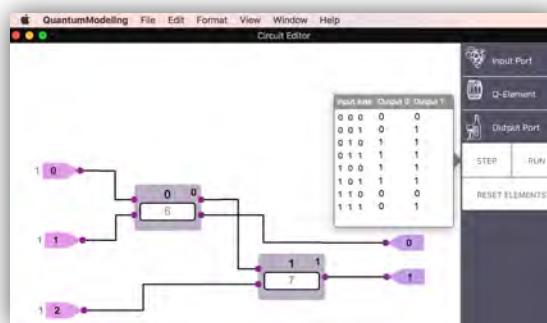 QuantumModeling File Edit Format View Window Help
Circuit Editor
Input Port
Q-Element
Output Port
STEP RUN
RESET ELEMENTS
Input bits Output 0 Output 1
0 0 0 0 0
0 0 1 0 1
0 1 0 1 1
0 1 1 1 1
1 0 0 1 1
1 0 1 1 1
1 1 0 0 0
1 1 1 0 1
1 0
0 0
6
1 1
0
1 1
7
1
1 2